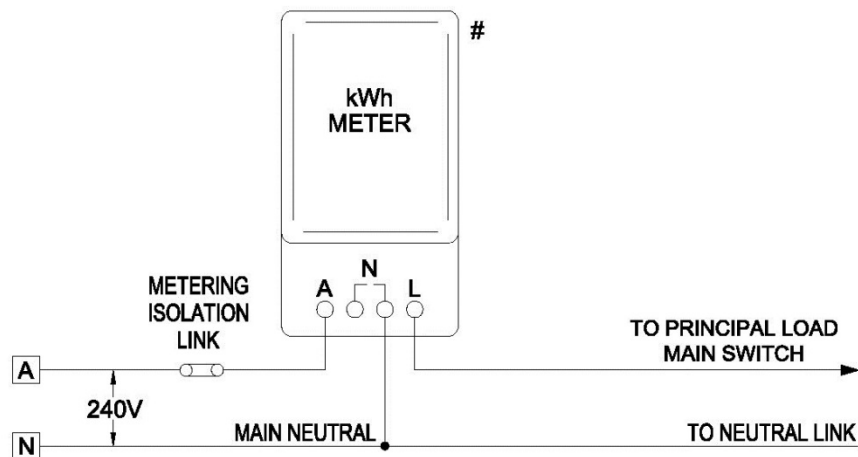 #
kWh
METER
N
A
L
METERING
ISOLATION
LINK
TO PRINCIPAL LOAD
MAIN SWITCH
A
240V
MAIN NEUTRAL
TO NEUTRAL LINK
N